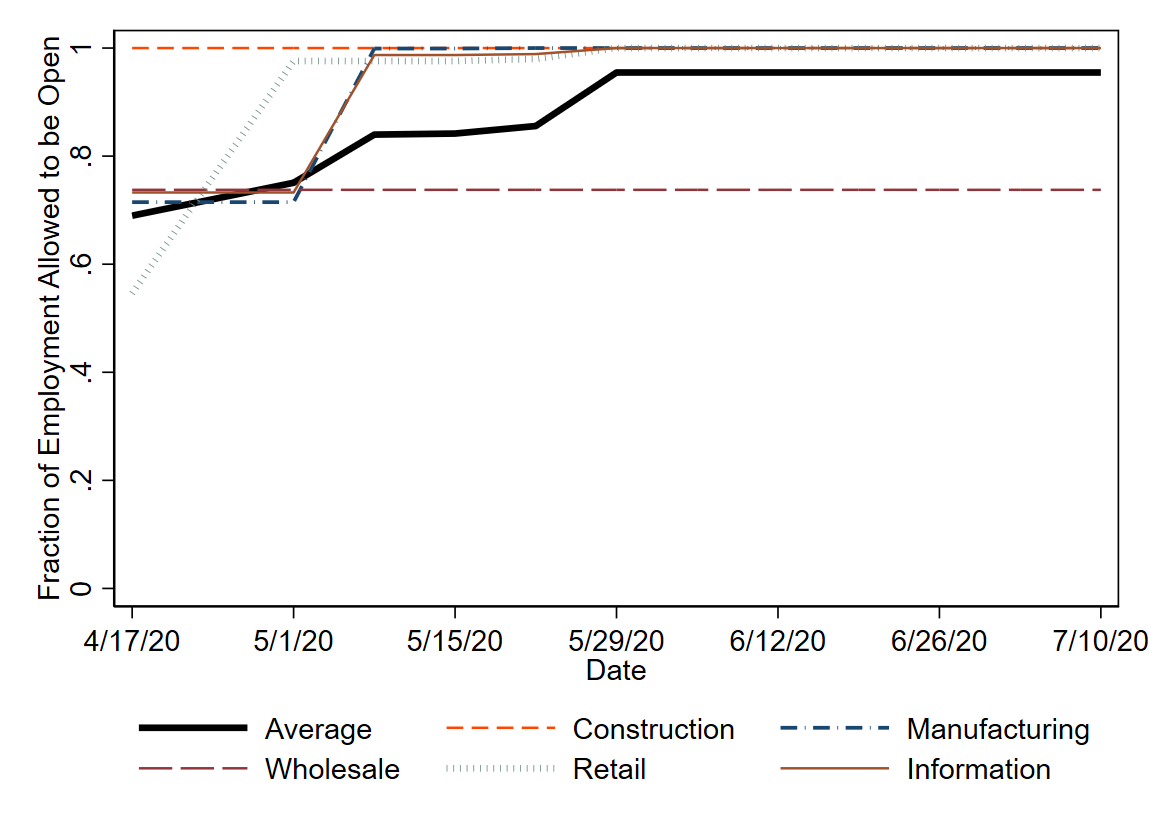 Fraction of Employment Allowed to be Open
1
.8
.6
.4
.2
0
4/17/20 5/1/20 5/15/20 5/29/20 6/12/20 6/26/20 7/10/20
Date
Average Construction Manufacturing
Wholesale Retail Information